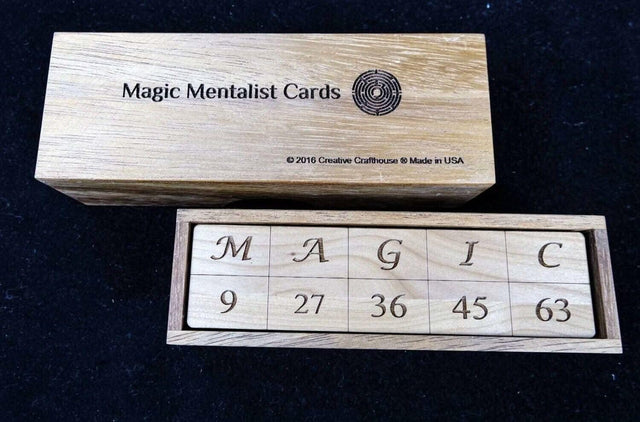 Magic Mentalist Cards
© 2016 Creative Crafthouse ® Made in USA
M A G I C
9 27 36 45 63